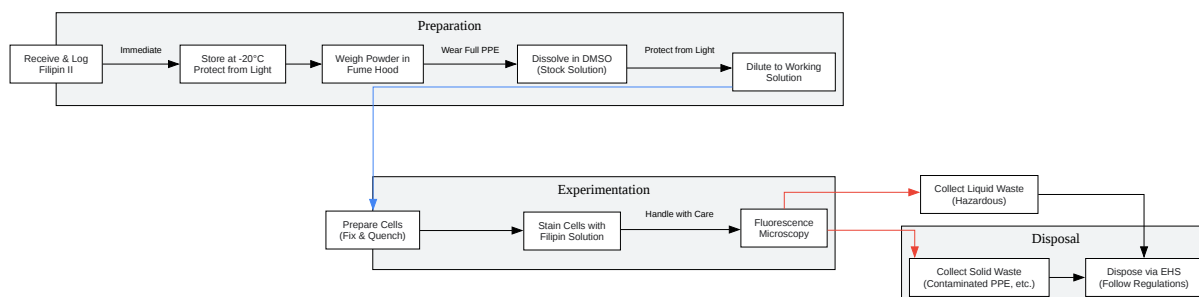 Preparation
Receive & Log
Filipin II
Immediate
Store at -20°C
Protect from Light
Weigh Powder in
Fume Hood
Wear Full PPE
Dissolve in DMSO
(Stock Solution)
Protect from Light
Dilute to Working
Solution
Experimentation
Prepare Cells
(Fix & Quench)
Stain Cells with
Filipin Solution
Handle with Care
Fluorescence
Microscopy
Collect Liquid Waste
(Hazardous)
Disposal
Collect Solid Waste
(Contaminated PPE, etc.)
Dispose via EHS
(Follow Regulations)